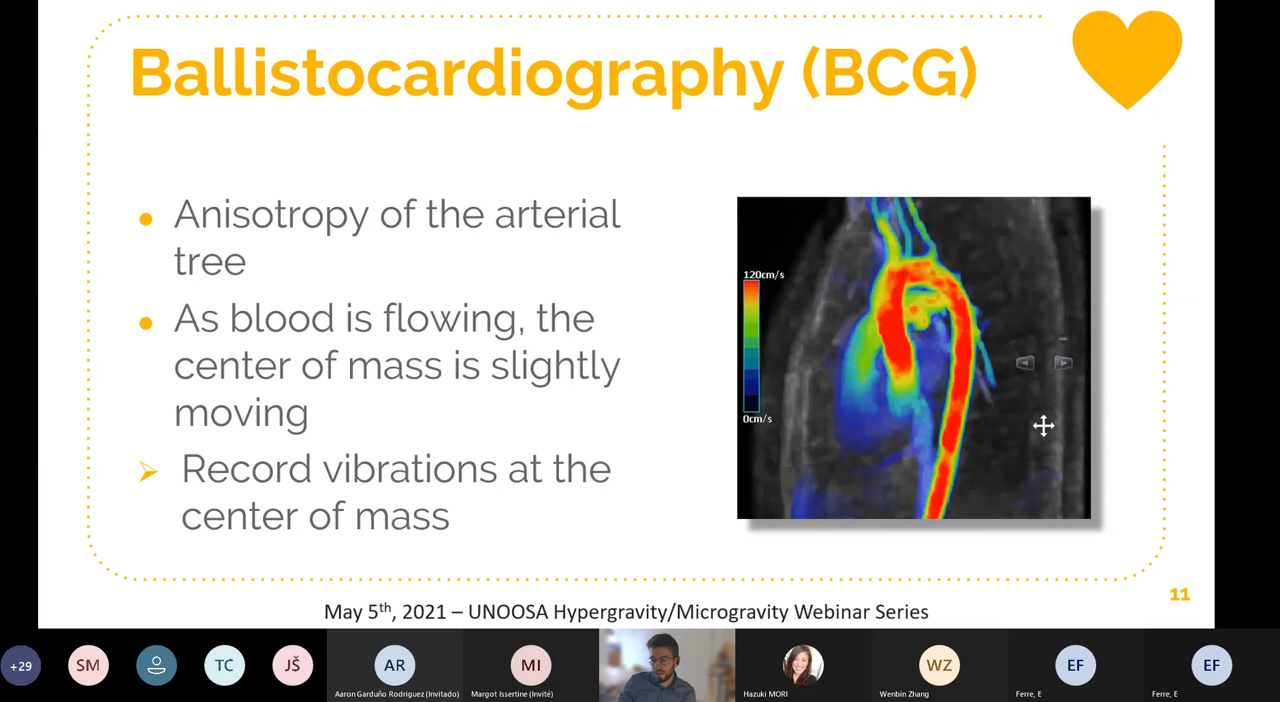 Ballistocardiography (BCG)
Anisotropy of the arterial
tree
As blood is flowing, the
center of mass is slightly
moving
Record vibrations at the
center of mass
120cm/s
0cm/s
11
May 5th, 2021 – UNOOSA Hypergravity/Microgravity Webinar Series
+29
SM
TC
JŠ
AR
MI
WZ
EF
EF
Aaron Garduño Rodriguez (Invitado)
Margot Issertine (Invité)
Hazuki MORI
Wenbin Zhang
Ferre, E
Ferre, E